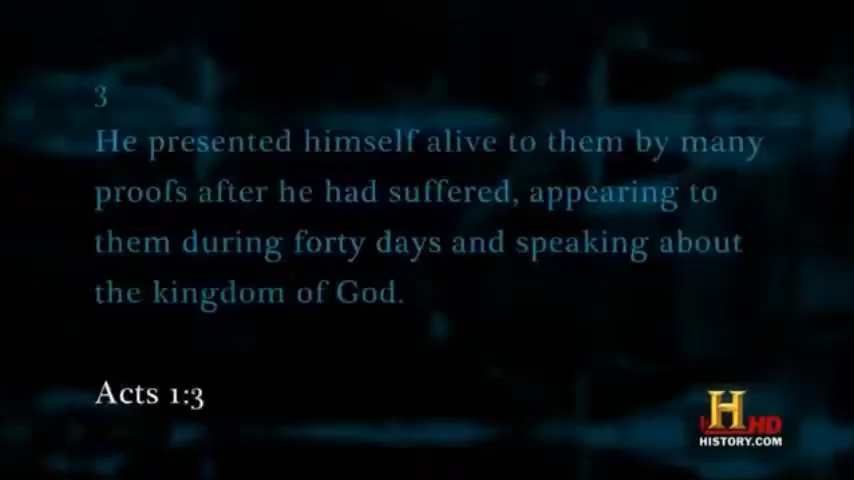 3
He presented himself alive to them by many
proofs after he had suffered, appearing to
them during forty days and speaking about
the kingdom of God.
Acts 1:3
H HD
HISTORY.COM